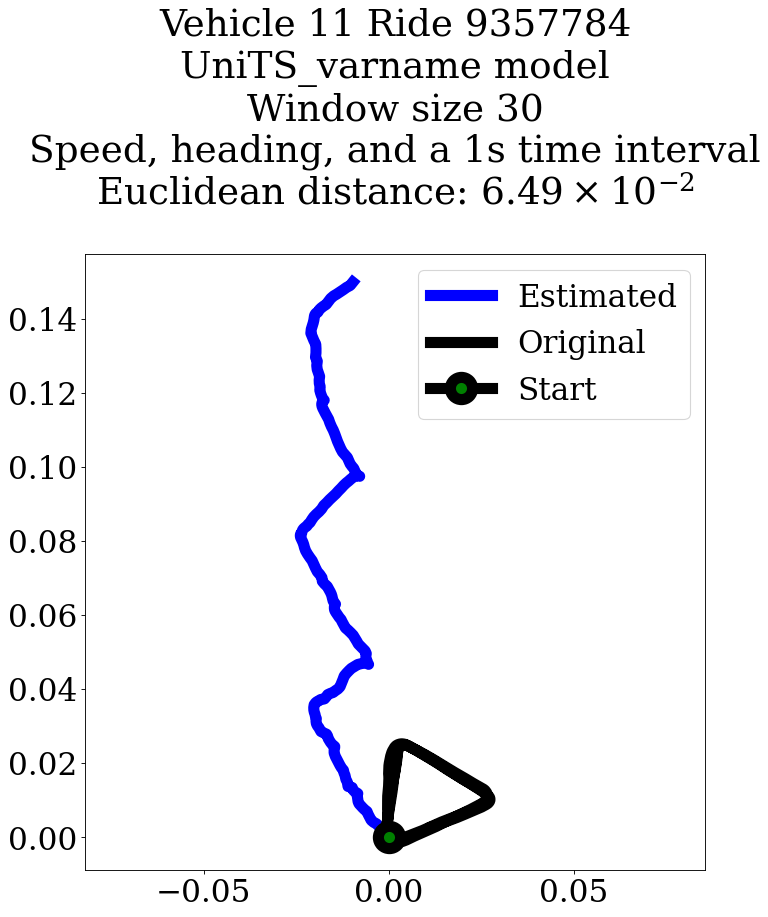 Vehicle 11 Ride 9357784
UniTS_varname model
Window size 30
Speed, heading, and a 1s time interval
Euclidean distance: 6.49 × 10⁻²
Estimated
Original
Start
0.14
0.12
0.10
0.08
0.06
0.04
0.02
0.00
−0.05 0.00 0.05